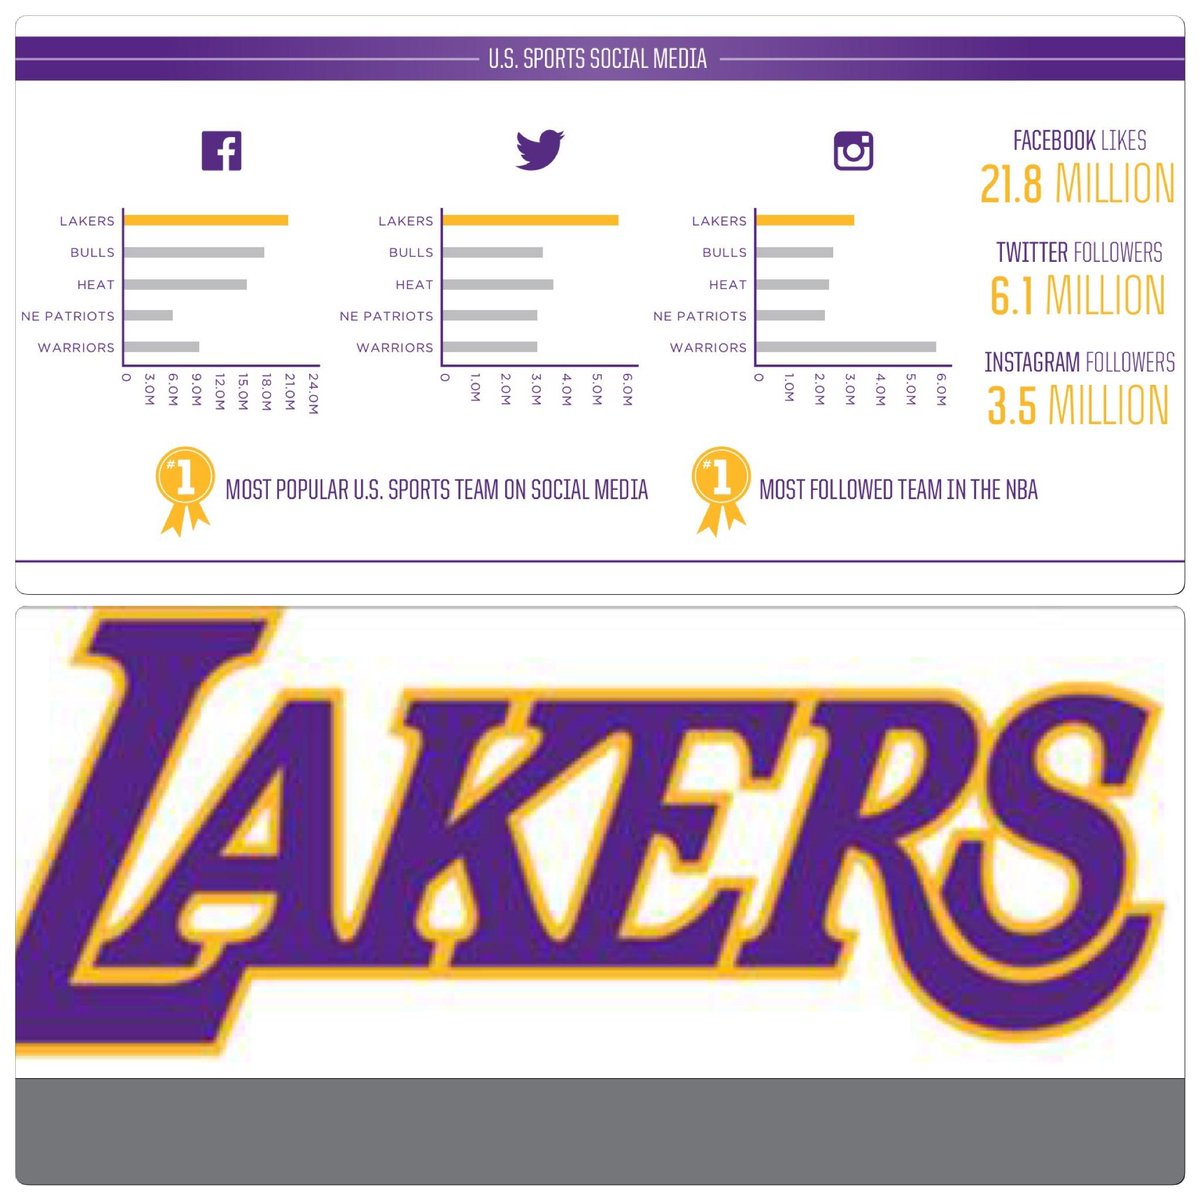 U.S. SPORTS SOCIAL MEDIA
LAKERS
BULLS
HEAT
NE PATRIOTS
WARRIORS
0 3.0M 6.0M 9.0M 12.0M 15.0M 18.0M 21.0M 24.0M
LAKERS
BULLS
HEAT
NE PATRIOTS
WARRIORS
0 1.0M 2.0M 3.0M 4.0M 5.0M 6.0M
LAKERS
BULLS
HEAT
NE PATRIOTS
WARRIORS
0 1.0M 2.0M 3.0M 4.0M 5.0M 6.0M
FACEBOOK LIKES
21.8 MILLION
TWITTER FOLLOWERS
6.1 MILLION
INSTAGRAM FOLLOWERS
3.5 MILLION
#1 MOST POPULAR U.S. SPORTS TEAM ON SOCIAL MEDIA
#1 MOST FOLLOWED TEAM IN THE NBA
LAKERS